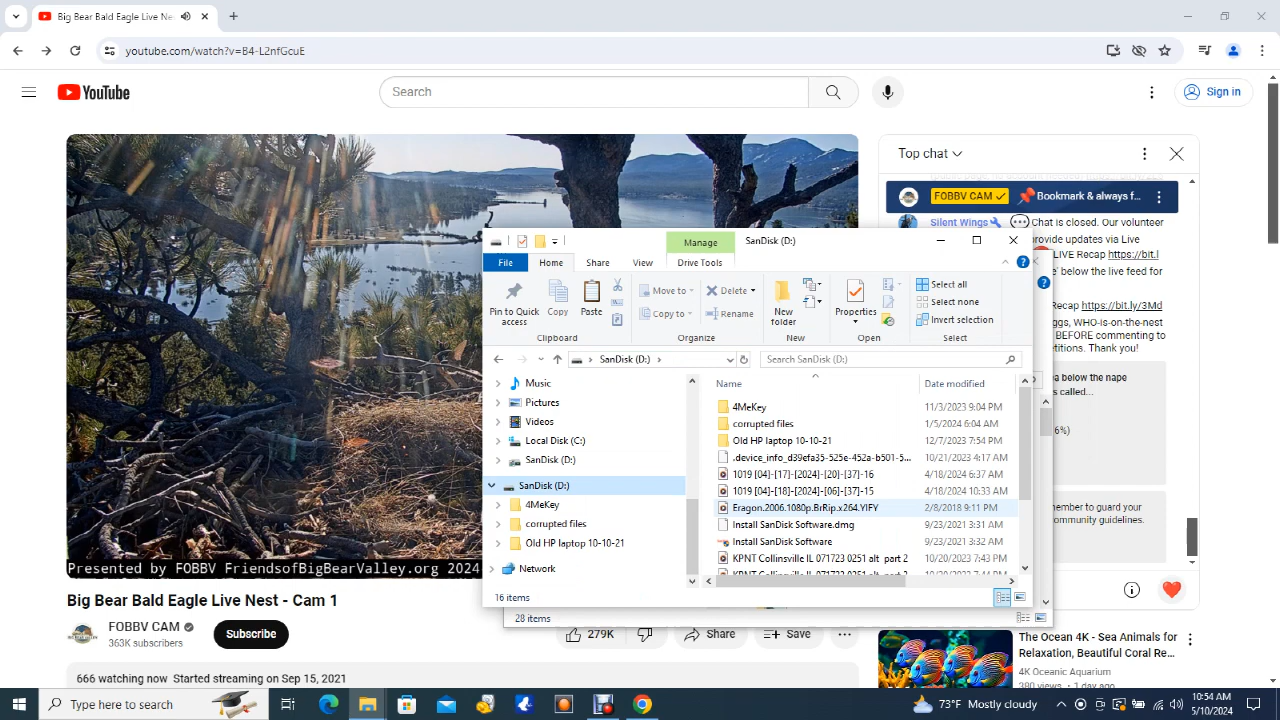 Big Bear Bald Eagle Live Ne
youtube.com/watch?v=B4-L2nfGcuE
YouTube
Search
Sign in
Top chat
FOBBV CAM Bookmark & always f...
Silent Wings Chat is closed. Our volunteer
provide updates via Live
LIVE Recap https://bit.l
e' below the live feed for
Recap https://bit.ly/3Md
ggs, WHO-is-on-the-nest
BEFORE commenting to
etitions. Thank you!
ea below the nape
s called...
6%)
member to guard your
ommunity guidelines.
Manage
SanDisk (D:)
File
Home
Share
View
Drive Tools
Pin to Quick access
Copy
Paste
Move to
Copy to
Delete
Rename
New folder
Properties
Select all
Select none
Invert selection
Clipboard
Organize
New
Open
Select
SanDisk (D:)
Search SanDisk (D:)
Music
Pictures
Videos
Local Disk (C:)
SanDisk (D:)
SanDisk (D:)
4MeKey
corrupted files
Old HP laptop 10-10-21
Network
Name
Date modified
4MeKey 11/3/2023 9:04 PM
corrupted files 1/5/2024 6:04 AM
Old HP laptop 10-10-21 12/7/2023 7:54 PM
.device_info_d39efa35-525e-452a-b501-5... 10/21/2023 4:17 AM
1019 [04]-[17]-[2024]-[20]-[37]-16 4/18/2024 6:37 AM
1019 [04]-[18]-[2024]-[06]-[37]-15 4/18/2024 10:33 AM
Eragon.2006.1080p.BrRip.x264.YIFY 2/8/2018 9:11 PM
Install SanDisk Software.dmg 9/23/2021 3:31 AM
Install SanDisk Software 9/23/2021 3:32 AM
KPNT Collinsville IL 071723 0251 alt part 2 10/20/2023 7:43 PM
16 items
28 items
Presented by FOBBV FriendsofBigBearValley.org 2024
Big Bear Bald Eagle Live Nest - Cam 1
FOBBV CAM
363K subscribers
Subscribe
279K
Share
Save
666 watching now Started streaming on Sep 15, 2021
The Ocean 4K - Sea Animals for
Relaxation, Beautiful Coral Re...
4K Oceanic Aquarium
380 views • 1 day ago
Type here to search
73°F Mostly cloudy
10:54 AM
5/10/2024